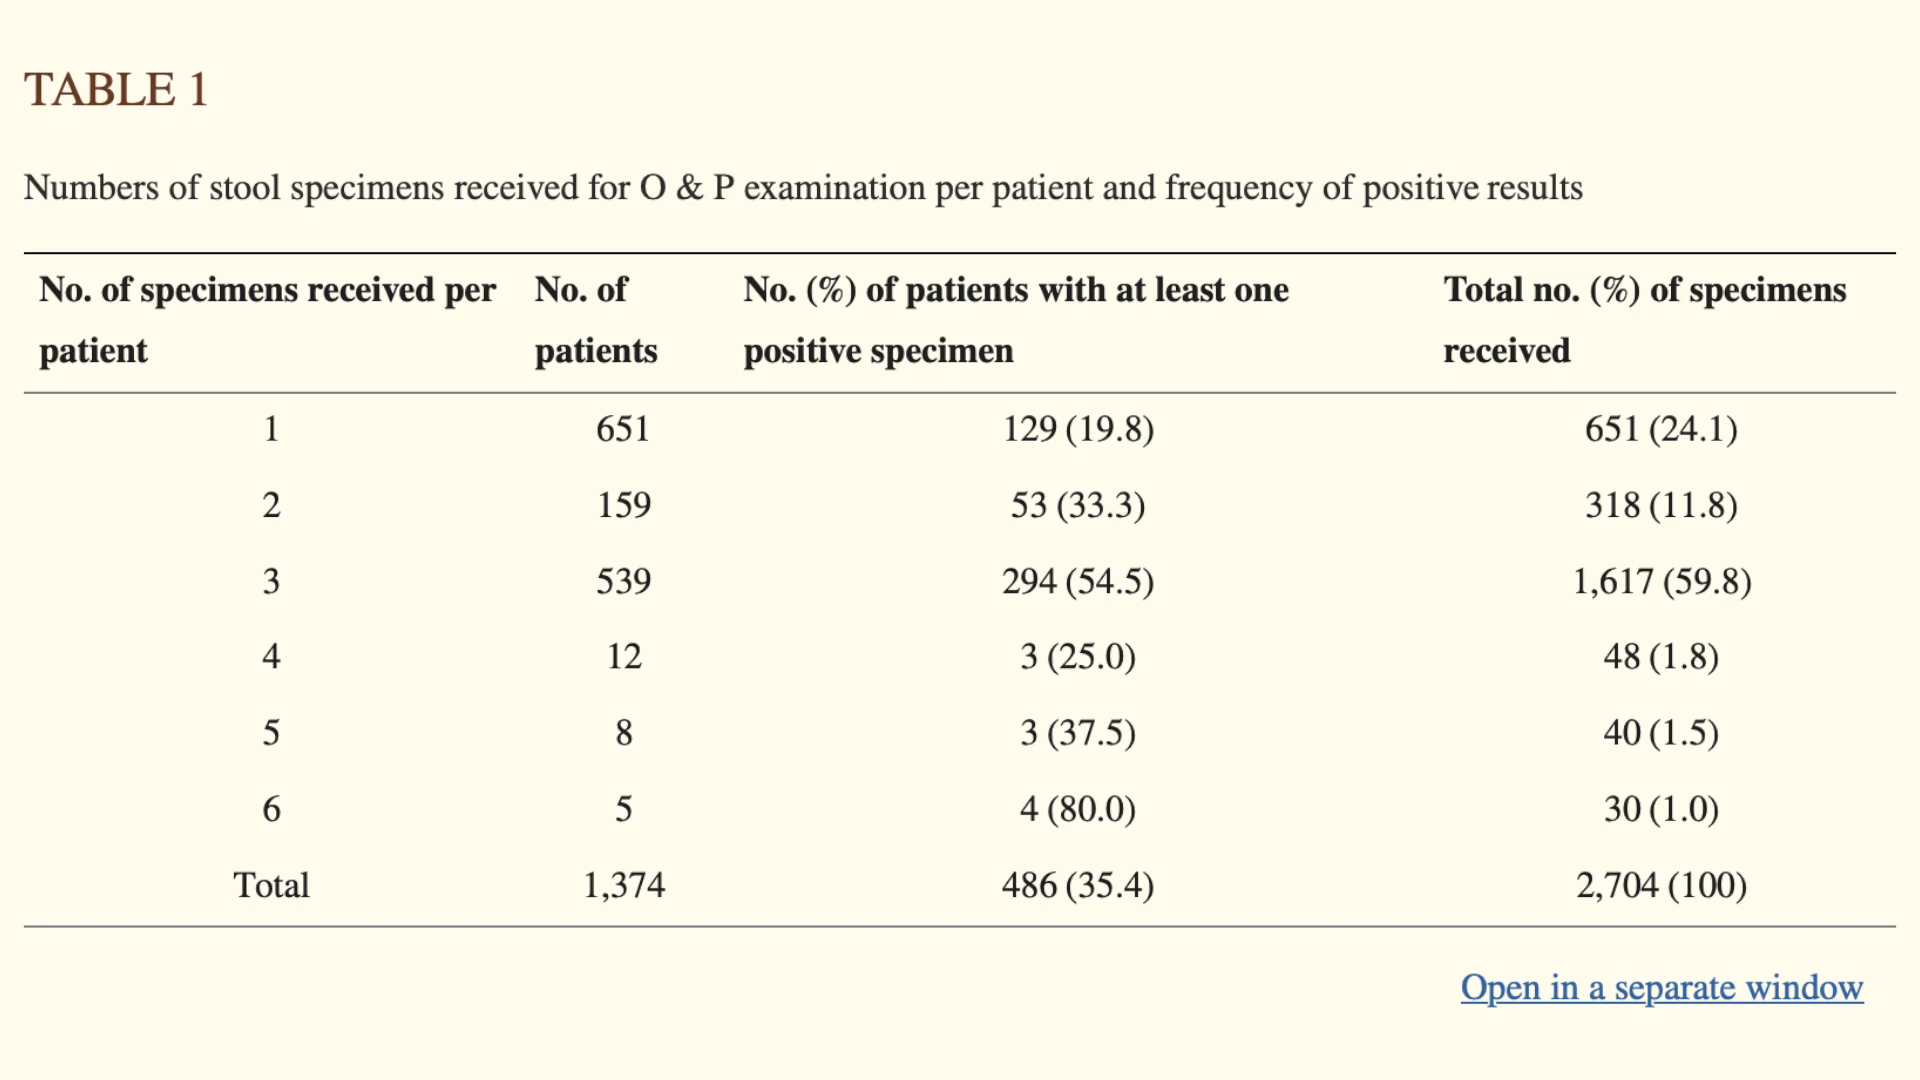 TABLE 1
Numbers of stool specimens received for O & P examination per patient and frequency of positive results
No. of specimens received per patient No. of patients No. (%) of patients with at least one positive specimen Total no. (%) of specimens received
1 651 129 (19.8) 651 (24.1)
2 159 53 (33.3) 318 (11.8)
3 539 294 (54.5) 1,617 (59.8)
4 12 3 (25.0) 48 (1.8)
5 8 3 (37.5) 40 (1.5)
6 5 4 (80.0) 30 (1.0)
Total 1,374 486 (35.4) 2,704 (100)
Open in a separate window